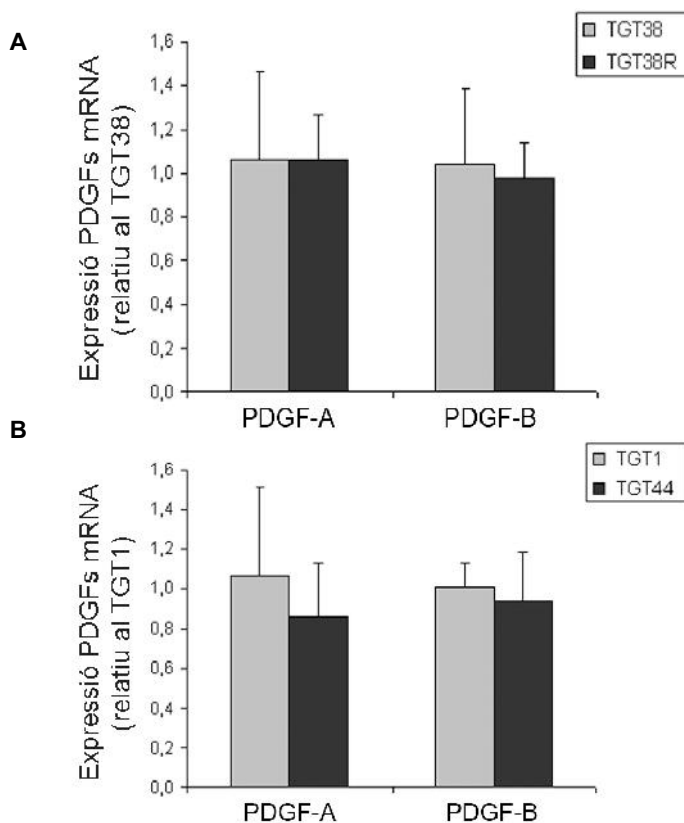 A
TGT38
TGT38R
Expressió PDGFs mRNA
(relatiu al TGT38)
1,6
1,4
1,2
1,0
0,8
0,6
0,4
0,2
0,0
PDGF-A PDGF-B
B
TGT1
TGT44
Expressió PDGFs mRNA
(relatiu al TGT1)
1,6
1,4
1,2
1,0
0,8
0,6
0,4
0,2
0,0
PDGF-A PDGF-B